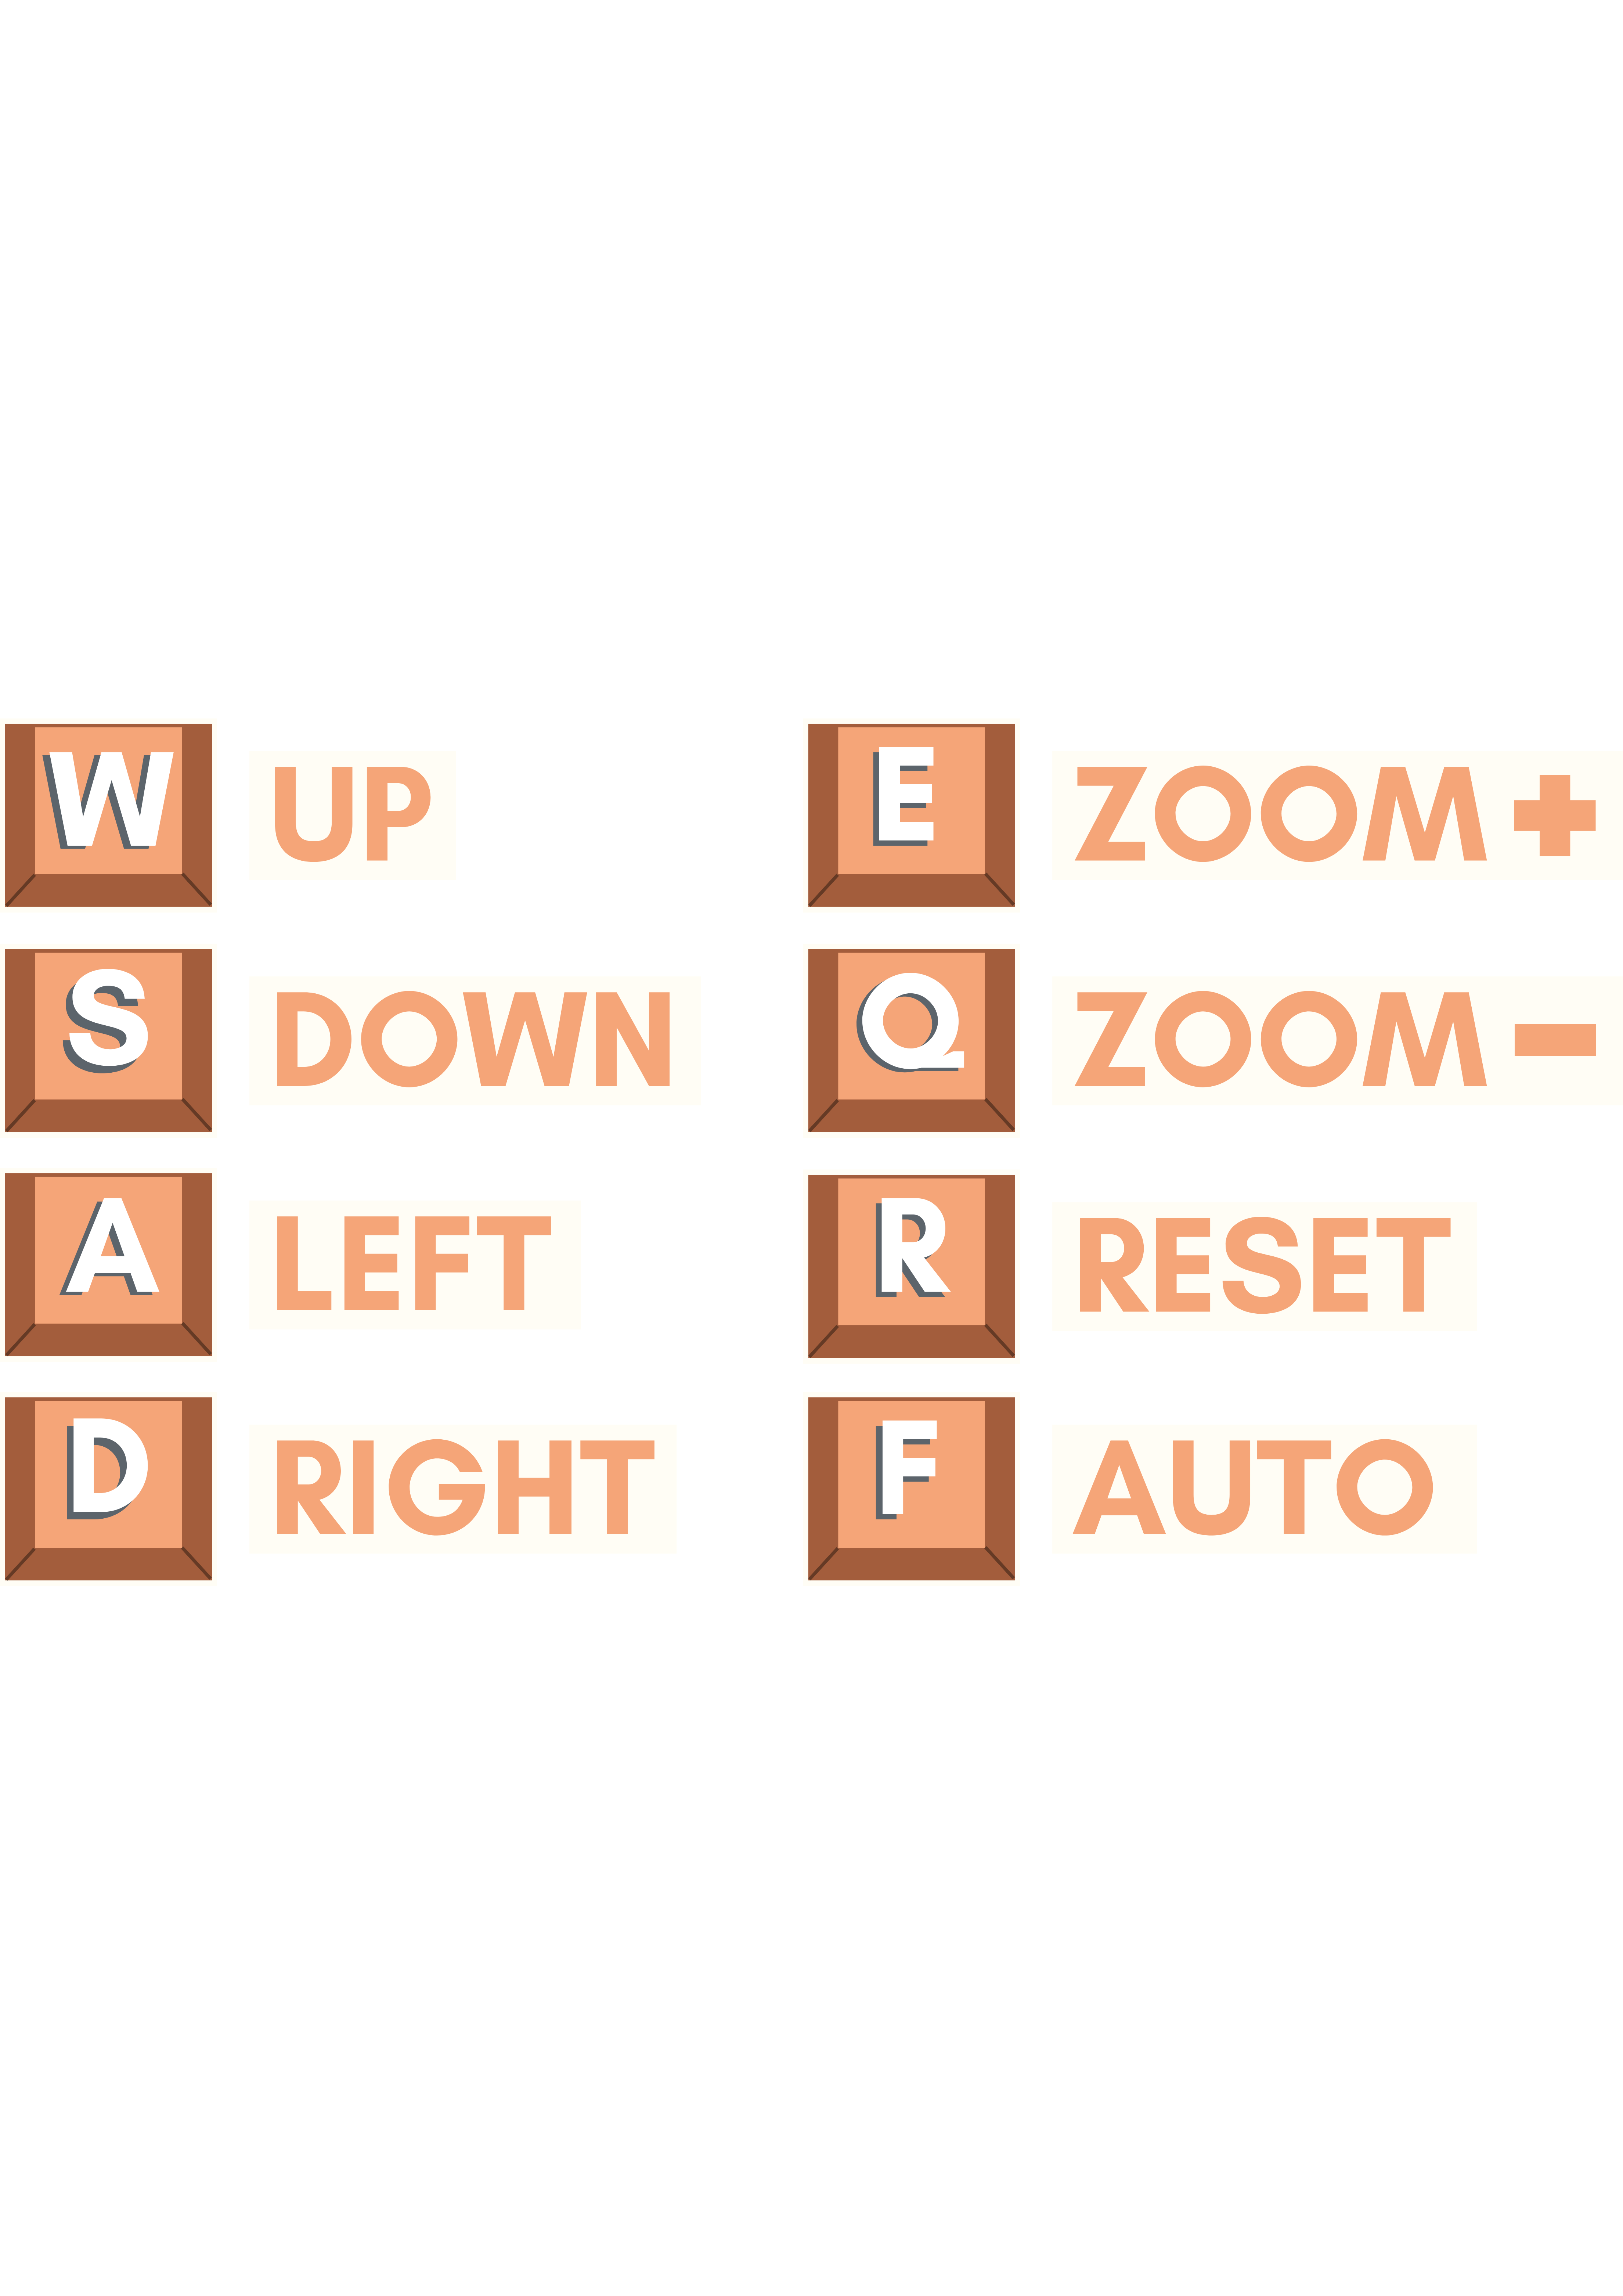 W UP
S DOWN
A LEFT
D RIGHT
E ZOOM +
Q ZOOM -
R RESET
F AUTO